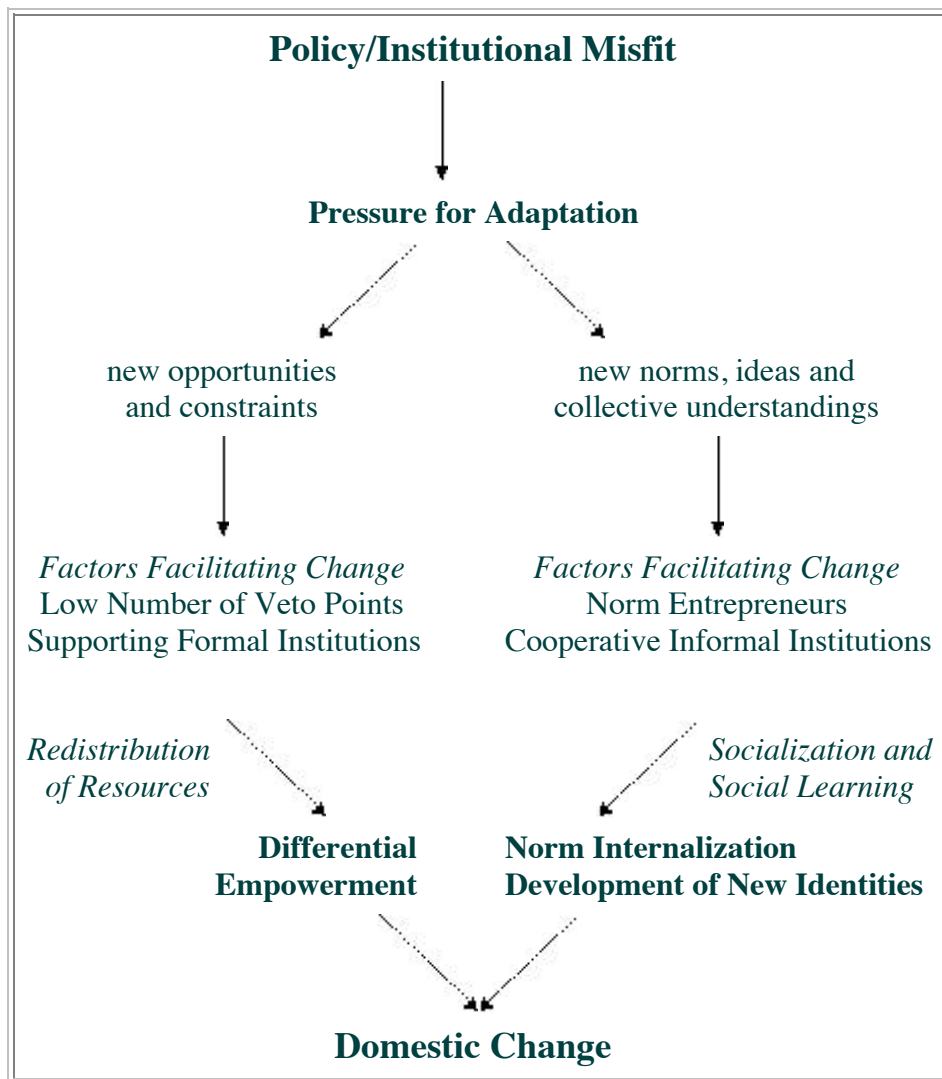 Policy/Institutional Misfit
Pressure for Adaptation
new opportunities
and constraints
new norms, ideas and
collective understandings
Factors Facilitating Change
Low Number of Veto Points
Supporting Formal Institutions
Factors Facilitating Change
Norm Entrepreneurs
Cooperative Informal Institutions
Redistribution
of Resources
Socialization and
Social Learning
Differential
Empowerment
Norm Internalization
Development of New Identities
Domestic Change